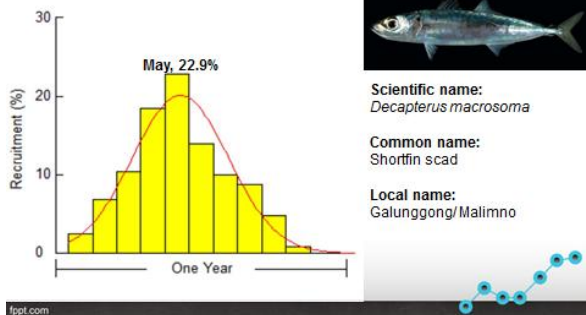 30
May, 22.9%
20
Recruitment (%)
10
0
One Year
Scientific name:
Decapterus macrosoma
Common name:
Shortfin scad
Local name:
Galunggong/Malimno
fppt.com